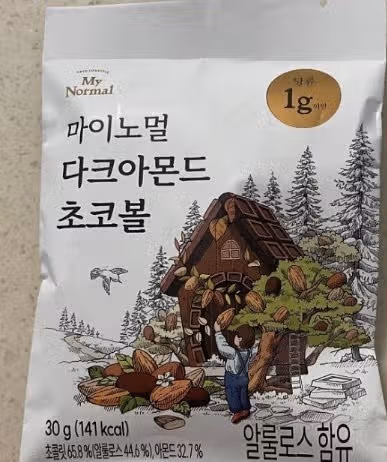 My
Normal
당류
1g미만
마이노멀
다크아몬드
초코볼
30 g (141 kcal)
초콜릿 65.8 %(알룰로스 44.6 %), 아몬드 32.7 %
알룰로스 함유